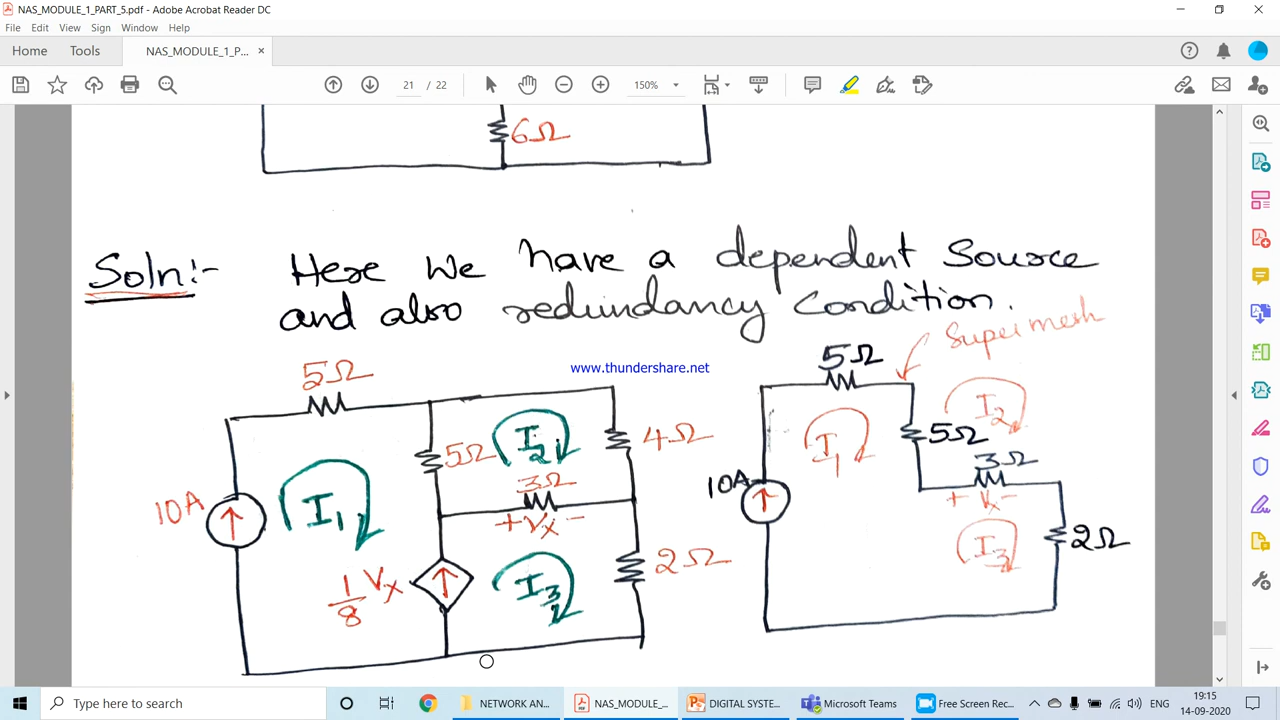 NAS_MODULE_1_PART_5.pdf - Adobe Acrobat Reader DC
File Edit View Sign Window Help
Home Tools NAS_MODULE_1_P... ×
21 / 22 150%
6Ω
Soln:- Here We have a dependent Source
and also redundancy Condition.
Supermesh
www.thundershare.net
5Ω
5Ω
I2
I2
5Ω
4Ω
I1
5Ω
3Ω
3Ω
10A
I1
10A
+ Vx -
+ Vx -
I3
2Ω
2Ω
1/8 Vx
I3
Type here to search
NETWORK AN...
NAS_MODULE_...
DIGITAL SYSTE...
Microsoft Teams
Free Screen Rec...
ENG
19:15
14-09-2020